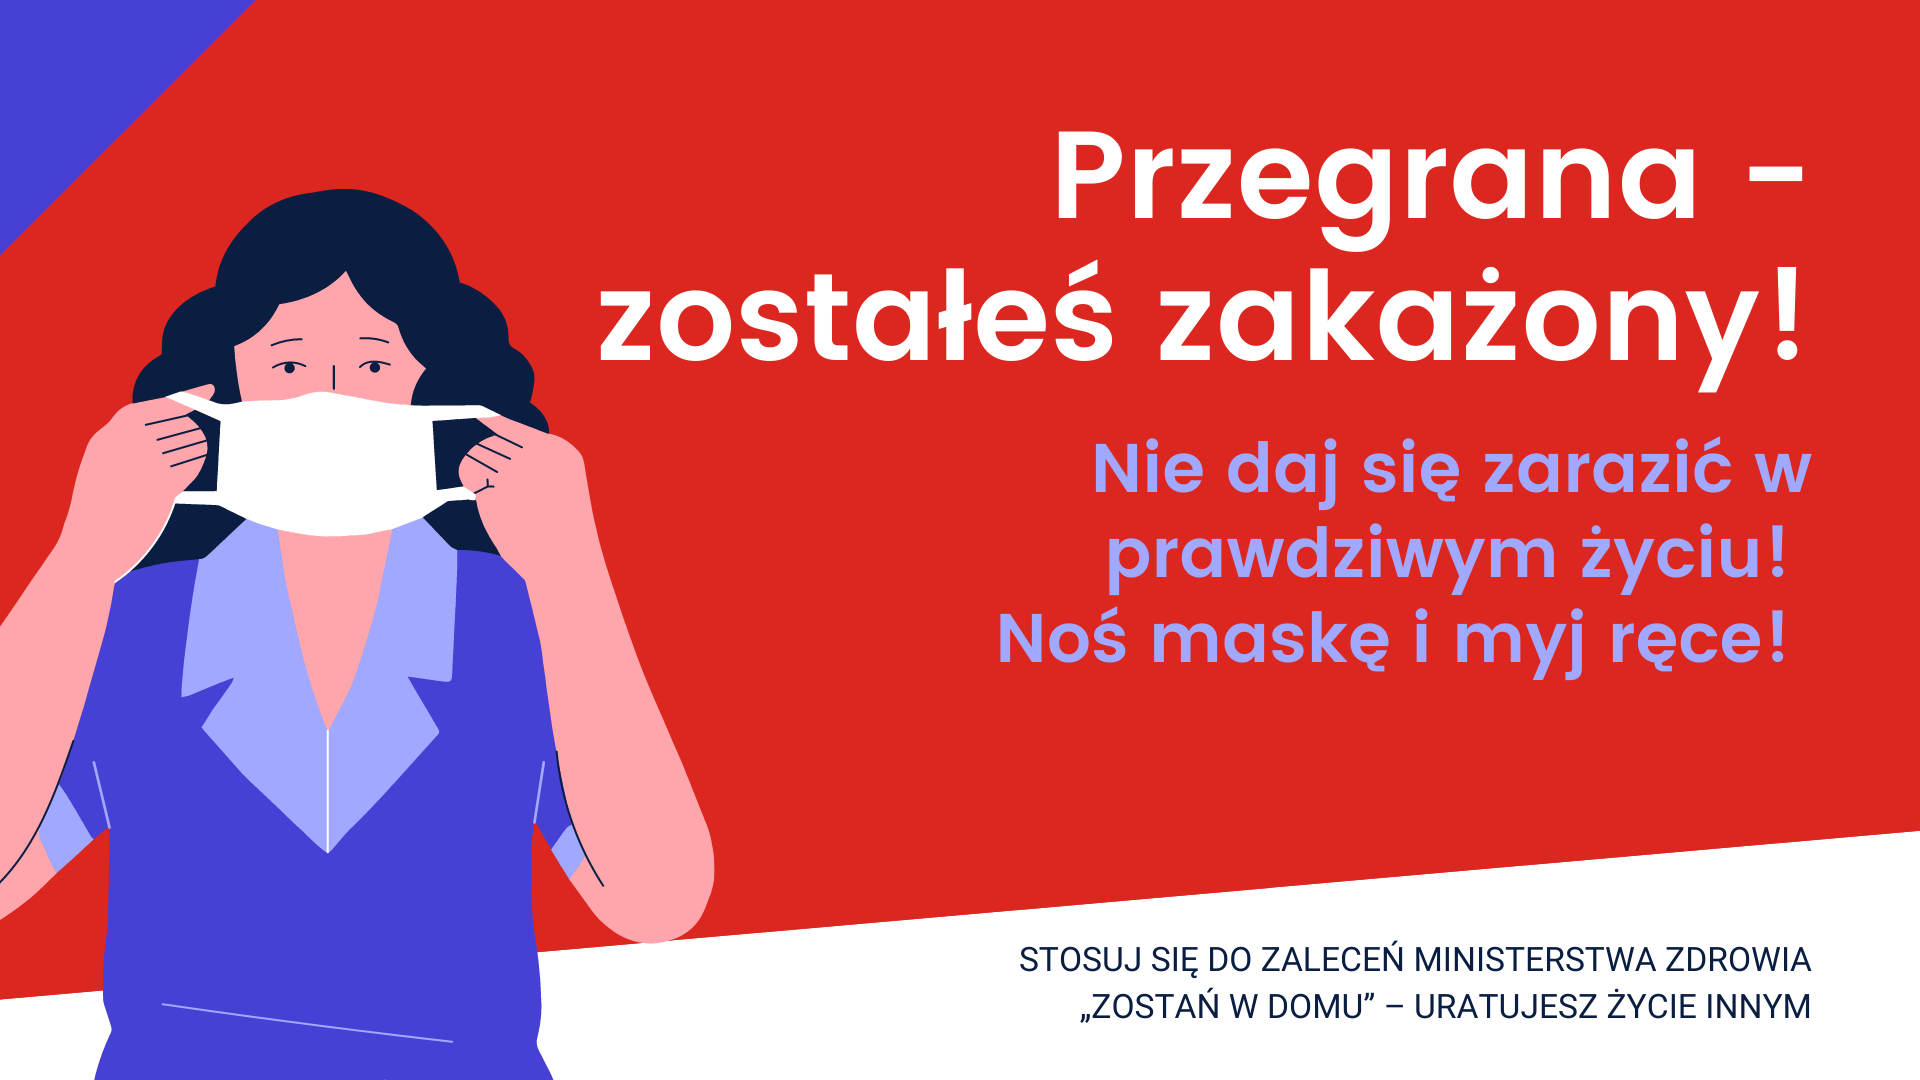 Przegrana -
zostałeś zakażony!
Nie daj się zarazić w
prawdziwym życiu!
Noś maskę i myj ręce!
STOSUJ SIĘ DO ZALECEŃ MINISTERSTWA ZDROWIA
„ZOSTAŃ W DOMU” – URATUJESZ ŻYCIE INNYM